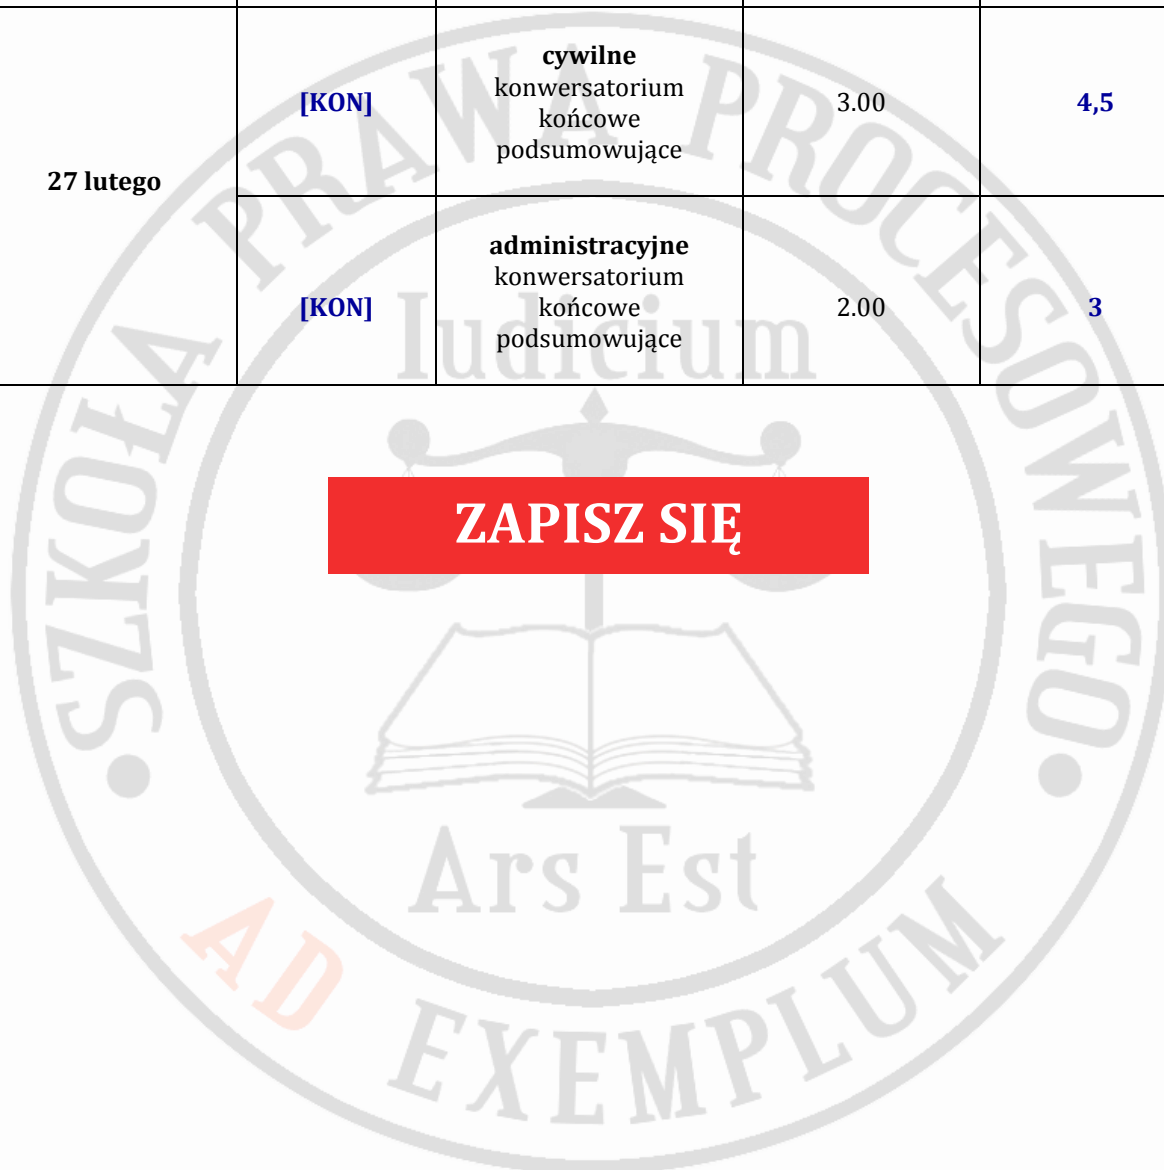 27 lutego
[KON]
cywilne
konwersatorium
końcowe
podsumowujące
3.00
4,5
[KON]
administracyjne
konwersatorium
końcowe
podsumowujące
2.00
3
ZAPISZ SIĘ
SZKOŁA PRAWA PROCESOWEGO
Iudicium
Ars Est
AD EXEMPLUM